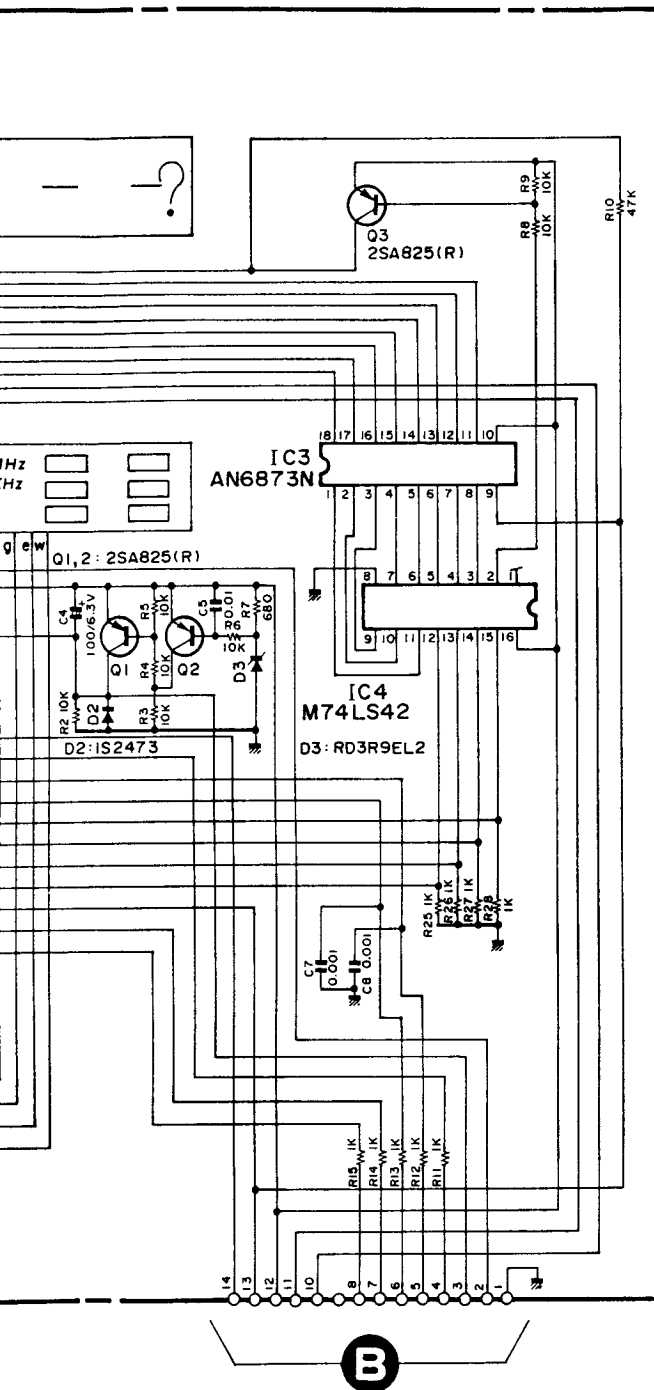 — —?
R9
10K
R8
10K
R10
47K
Q3
2SA825(R)
18 17 16 15 14 13 12 11 10
IC3
AN6873N
1 2 3 4 5 6 7 8 9
MHz
KHz
g e w
Q1,2: 2SA825(R)
8 7 6 5 4 3 2 1
9 10 11 12 13 14 15 16
C4
+
100/6.3V
R5
10K
C5
0.01
R7
680
R6
10K
Q1
R4
10K
Q2
D3
R2 10K
D2
R3
10K
IC4
M74LS42
D2:1S2473
D3: RD3R9EL2
R25 1K
R26 1K
R27 1K
R28
1K
C7
0.001
C8 0.001
R15 1K
R14 1K
R13 1K
R12 1K
R11 1K
14 13 12 11 10 8 7 6 5 4 3 2 1
B